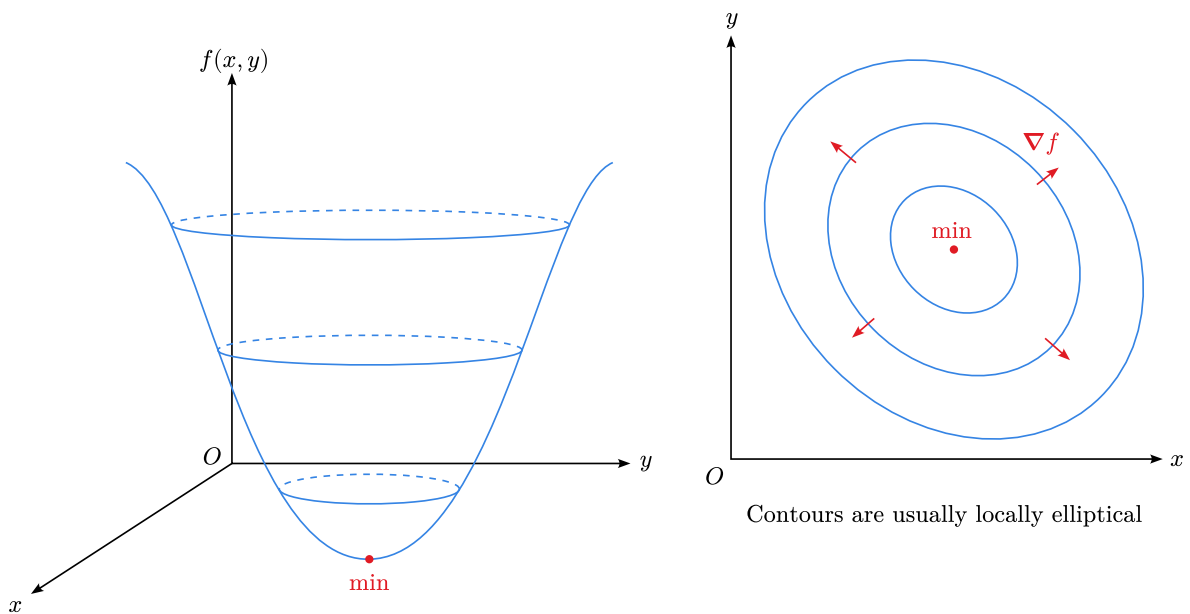 f(x, y)
O
y
x
min
y
∇f
min
O
x
Contours are usually locally elliptical